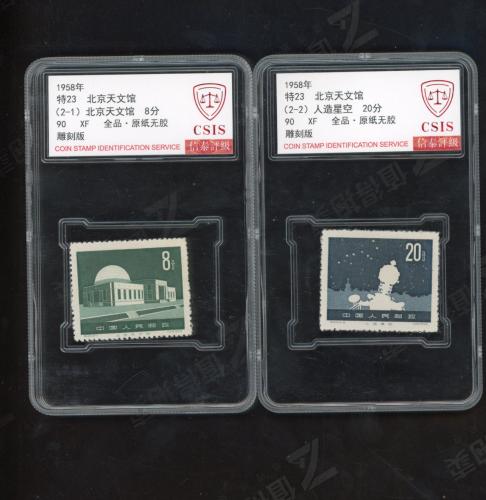 1958年
特23 北京天文馆
(2-1) 北京天文馆 8分
90 XF 全品·原纸无胶
雕刻版
COIN STAMP IDENTIFICATION SERVICE
CSIS
信泰评級
8分
中国人民邮政
1958年
特23 北京天文馆
(2-2) 人造星空 20分
90 XF 全品·原纸无胶
雕刻版
COIN STAMP IDENTIFICATION SERVICE
CSIS
信泰评級
20分
中国人民邮政